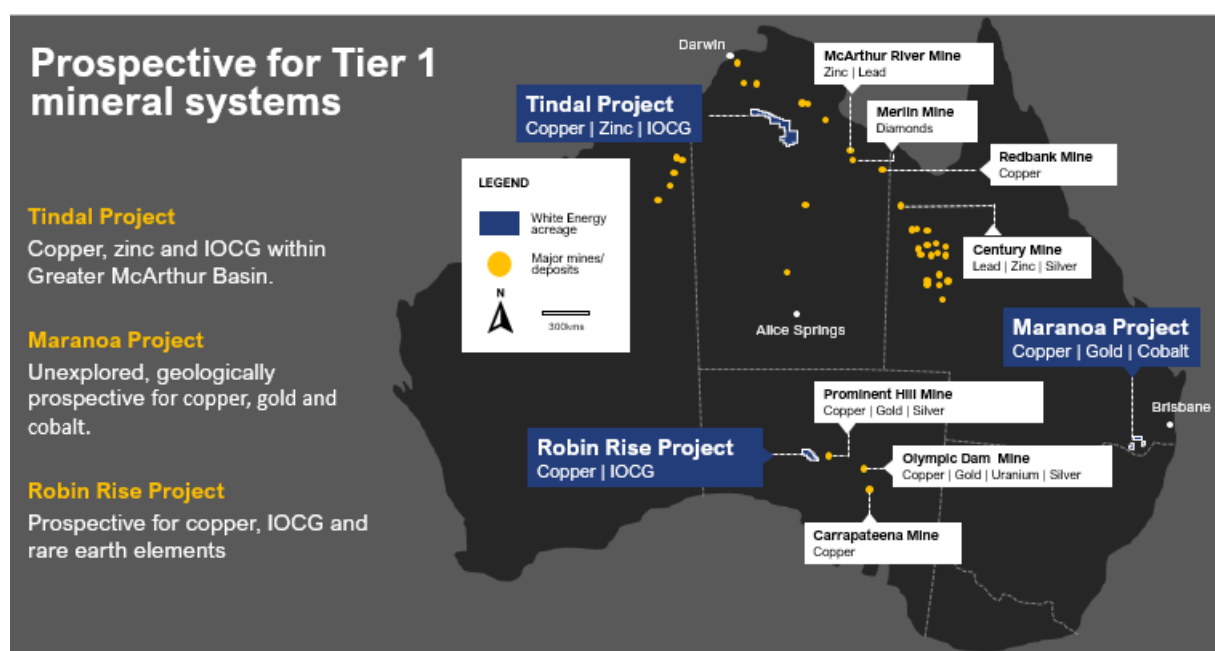 Prospective for Tier 1
mineral systems
Tindal Project
Copper, zinc and IOCG within
Greater McArthur Basin.
Maranoa Project
Unexplored, geologically
prospective for copper, gold and
cobalt.
Robin Rise Project
Prospective for copper, IOCG and
rare earth elements
Darwin
McArthur River Mine
Zinc | Lead
Tindal Project
Copper | Zinc | IOCG
Merlin Mine
Diamonds
Redbank Mine
Copper
LEGEND
White Energy
acreage
Major mines/
deposits
N
300kms
Century Mine
Lead | Zinc | Silver
Alice Springs
Maranoa Project
Copper | Gold | Cobalt
Brisbane
Prominent Hill Mine
Copper | Gold | Silver
Robin Rise Project
Copper | IOCG
Olympic Dam Mine
Copper | Gold | Uranium | Silver
Carrapateena Mine
Copper